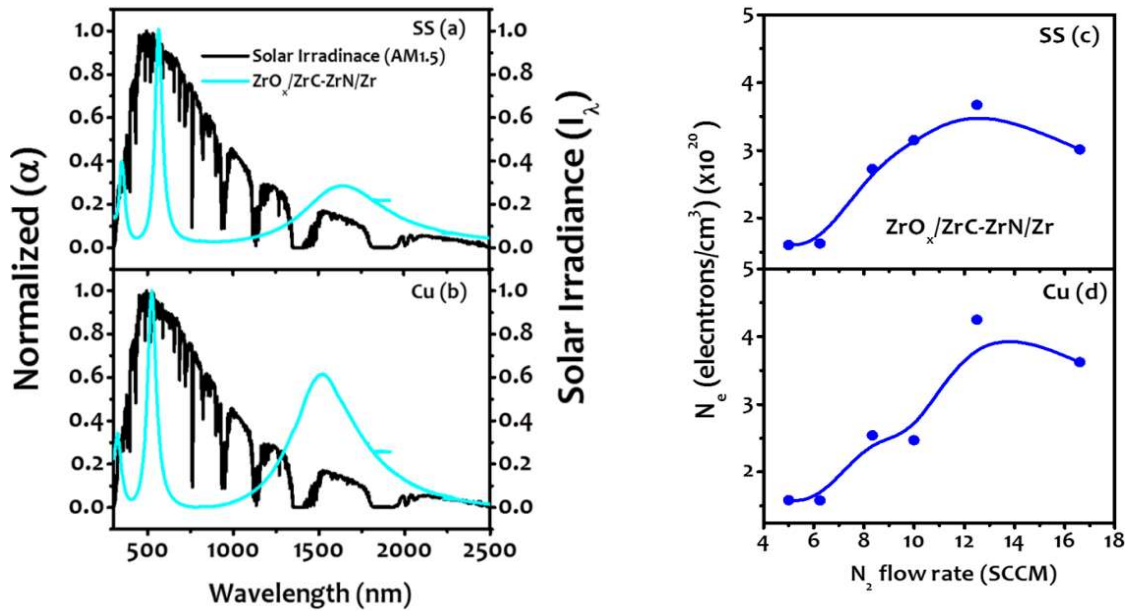 SS (a)
Solar Irradinace (AM1.5)
ZrOₓ/ZrC-ZrN/Zr
1.0
0.8
0.6
0.4
0.2
0.0
1.0
0.8
0.6
0.4
0.2
0.0
Cu (b)
1.0
0.8
0.6
0.4
0.2
0.0
1.0
0.8
0.6
0.4
0.2
0.0
500 1000 1500 2000 2500
Wavelength (nm)
Normalized (α)
Solar Irradiance (I_λ)
SS (c)
ZrOₓ/ZrC-ZrN/Zr
5
4
3
2
5
Cu (d)
4
3
2
1
4 6 8 10 12 14 16 18
N₂ flow rate (SCCM)
Nₑ (elecntrons/cm³) (x10²⁰)